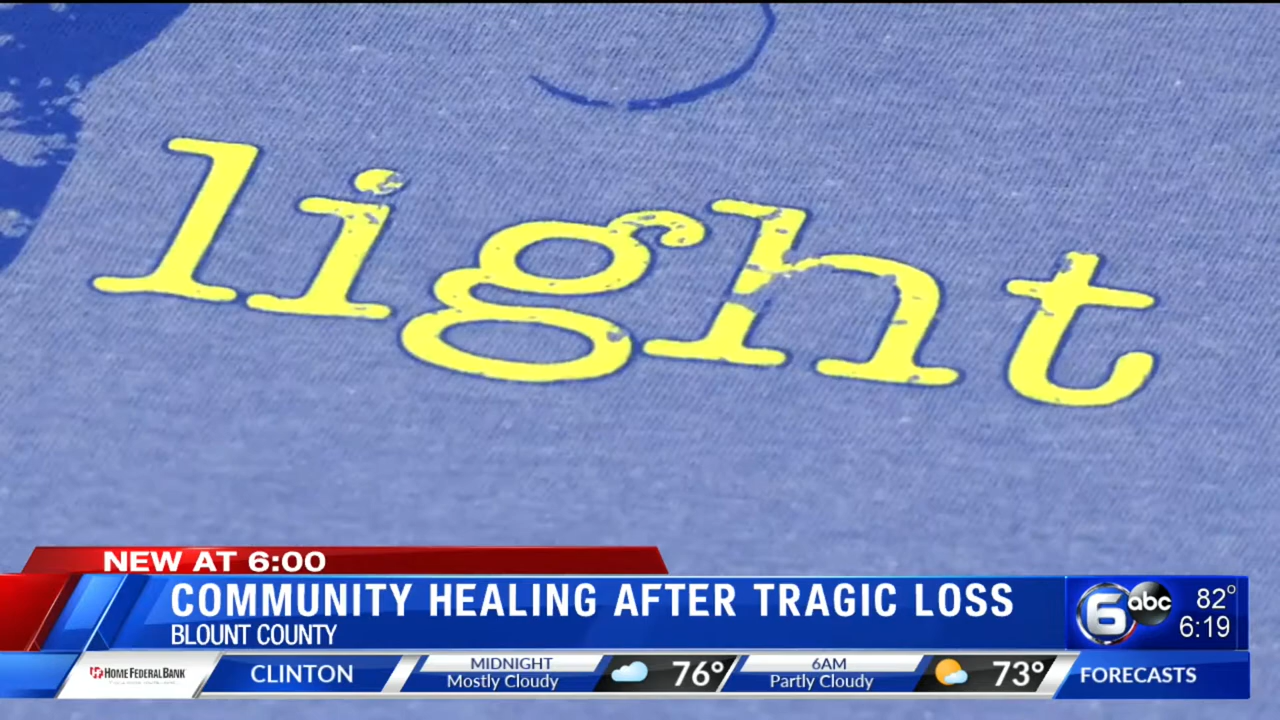 light
NEW AT 6:00
COMMUNITY HEALING AFTER TRAGIC LOSS
BLOUNT COUNTY
6 abc
82°
6:19
HOME FEDERAL BANK
CLINTON
MIDNIGHT
Mostly Cloudy
76°
6AM
Partly Cloudy
73°
FORECASTS